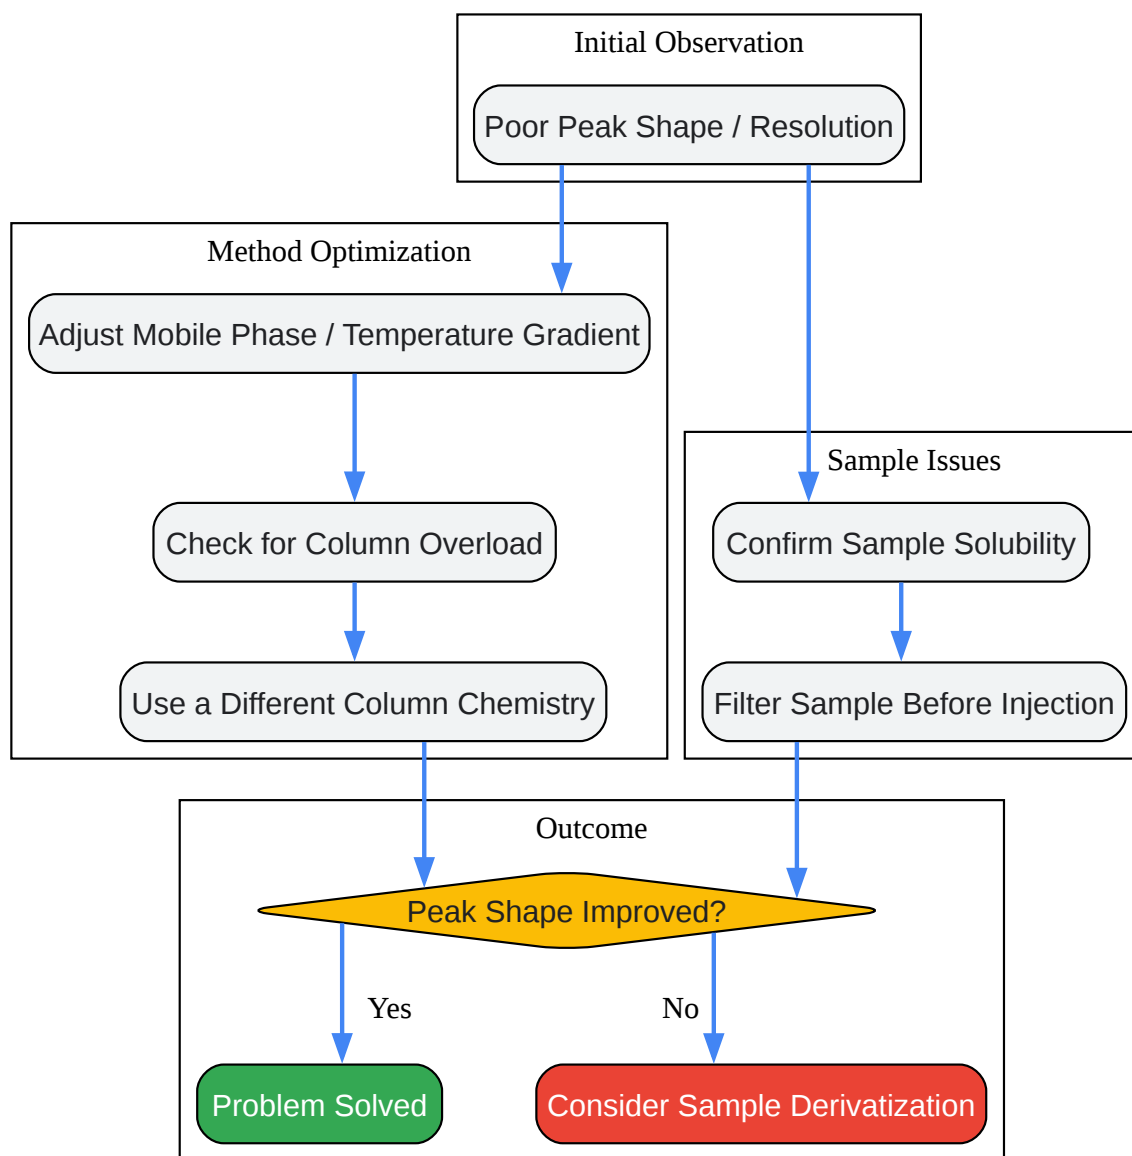 Initial Observation
Poor Peak Shape / Resolution
Method Optimization
Adjust Mobile Phase / Temperature Gradient
Sample Issues
Check for Column Overload
Confirm Sample Solubility
Use a Different Column Chemistry
Filter Sample Before Injection
Outcome
Peak Shape Improved?
Yes
No
Problem Solved
Consider Sample Derivatization